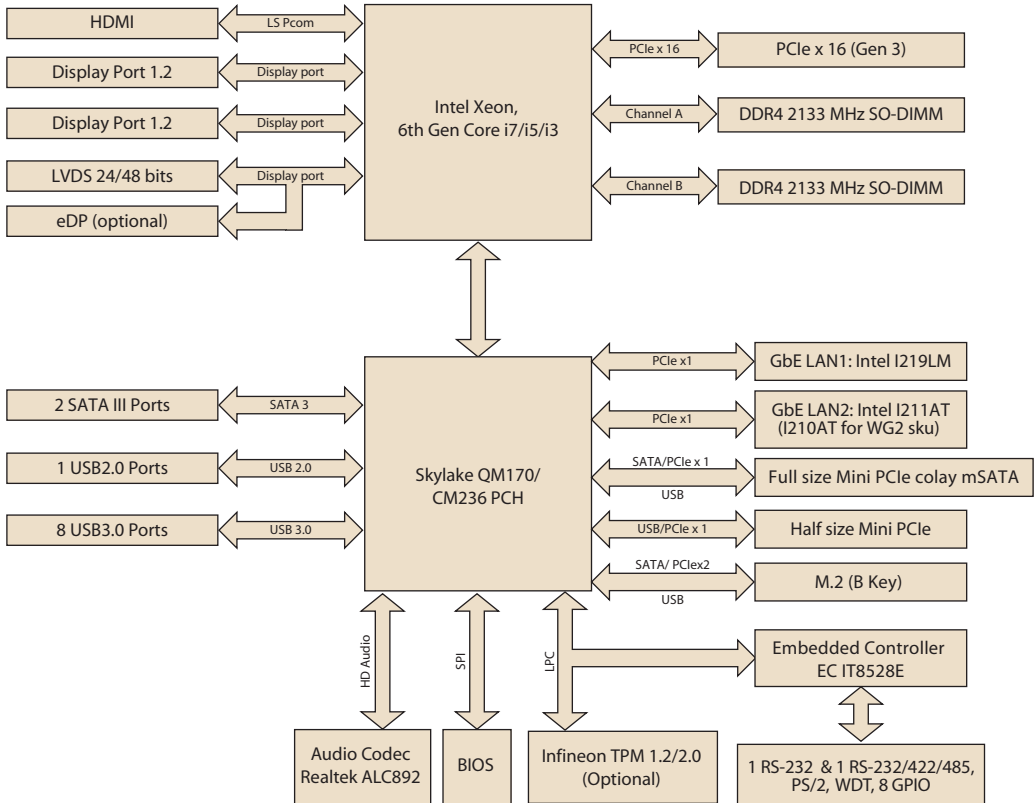 HDMI
LS Pcom
Display Port 1.2
Display port
Display Port 1.2
Display port
LVDS 24/48 bits
Display port
eDP (optional)
Intel Xeon,
6th Gen Core i7/i5/i3
PCIe x 16
PCIe x 16 (Gen 3)
Channel A
DDR4 2133 MHz SO-DIMM
Channel B
DDR4 2133 MHz SO-DIMM
2 SATA III Ports
SATA 3
1 USB2.0 Ports
USB 2.0
8 USB3.0 Ports
USB 3.0
Skylake QM170/
CM236 PCH
PCIe x1
GbE LAN1: Intel I219LM
PCIe x1
GbE LAN2: Intel I211AT
(I210AT for WG2 sku)
SATA/PCIe x 1
USB
Full size Mini PCIe colay mSATA
USB/PCIe x 1
Half size Mini PCIe
SATA/ PCIex2
USB
M.2 (B Key)
HD Audio
SPI
LPC
Embedded Controller
EC IT8528E
Audio Codec
Realtek ALC892
BIOS
Infineon TPM 1.2/2.0
(Optional)
1 RS-232 & 1 RS-232/422/485,
PS/2, WDT, 8 GPIO